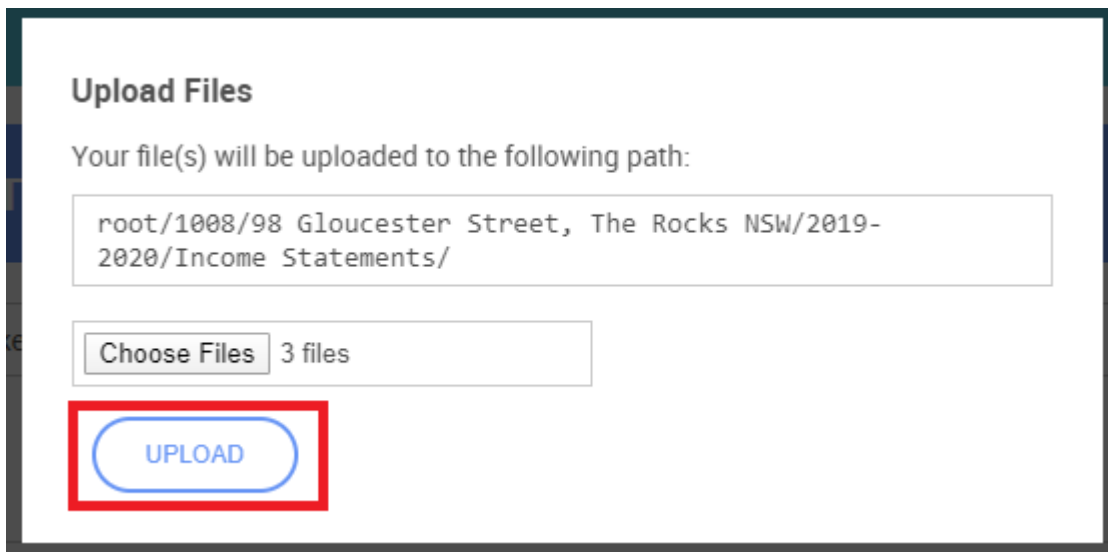 Upload Files
Your file(s) will be uploaded to the following path:
root/1008/98 Gloucester Street, The Rocks NSW/2019-
2020/Income Statements/
Choose Files 3 files
UPLOAD